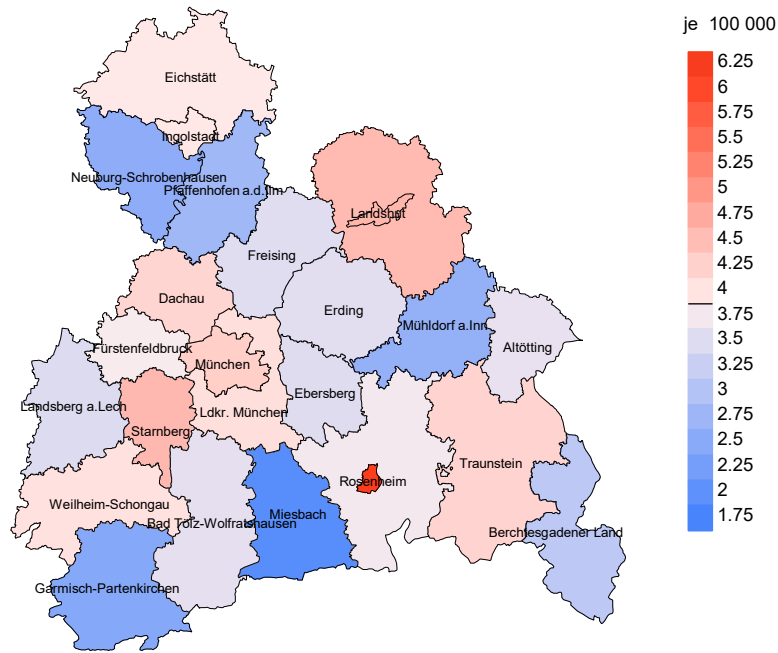 je 100 000
6.25
6
5.75
5.5
5.25
5
4.75
4.5
4.25
4
3.75
3.5
3.25
3
2.75
2.5
2.25
2
1.75
Eichstätt
Ingolstadt
Neuburg-Schrobenhausen
Pfaffenhofen a.d.Ilm
Landshut
Freising
Dachau
Erding
Mühldorf a.Inn
Altötting
Fürstenfeldbruck
München
Ebersberg
Landsberg a.Lech
Ldkr. München
Starnberg
Traunstein
Rosenheim
Weilheim-Schongau
Miesbach
Bad Tölz-Wolfratshausen
Berchtesgadener Land
Garmisch-Partenkirchen